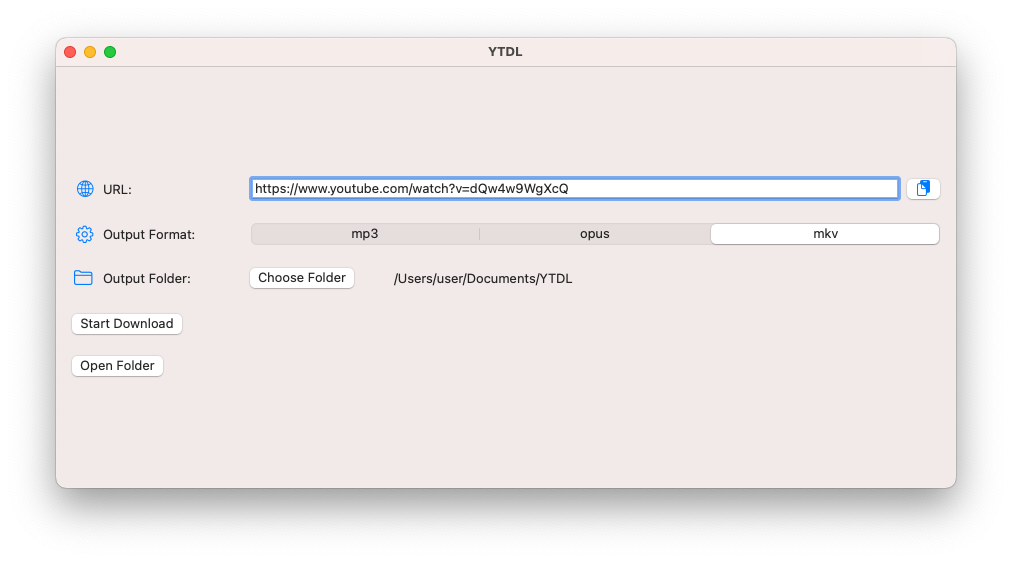 YTDL
URL: https://www.youtube.com/watch?v=dQw4w9WgXcQ
Output Format: mp3 opus mkv
Output Folder: Choose Folder /Users/user/Documents/YTDL
Start Download
Open Folder